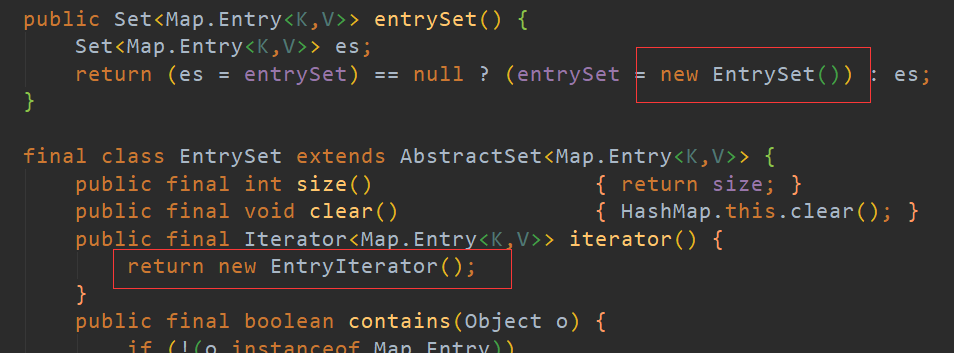 public Set<Map.Entry<K,V>> entrySet() {
Set<Map.Entry<K,V>> es;
return (es = entrySet) == null ? (entrySet = new EntrySet()) : es;
}
final class EntrySet extends AbstractSet<Map.Entry<K,V>> {
public final int size() { return size; }
public final void clear() { HashMap.this.clear(); }
public final Iterator<Map.Entry<K,V>> iterator() {
return new EntryIterator();
}
public final boolean contains(Object o) {
if (!(o instanceof Map.Entry))